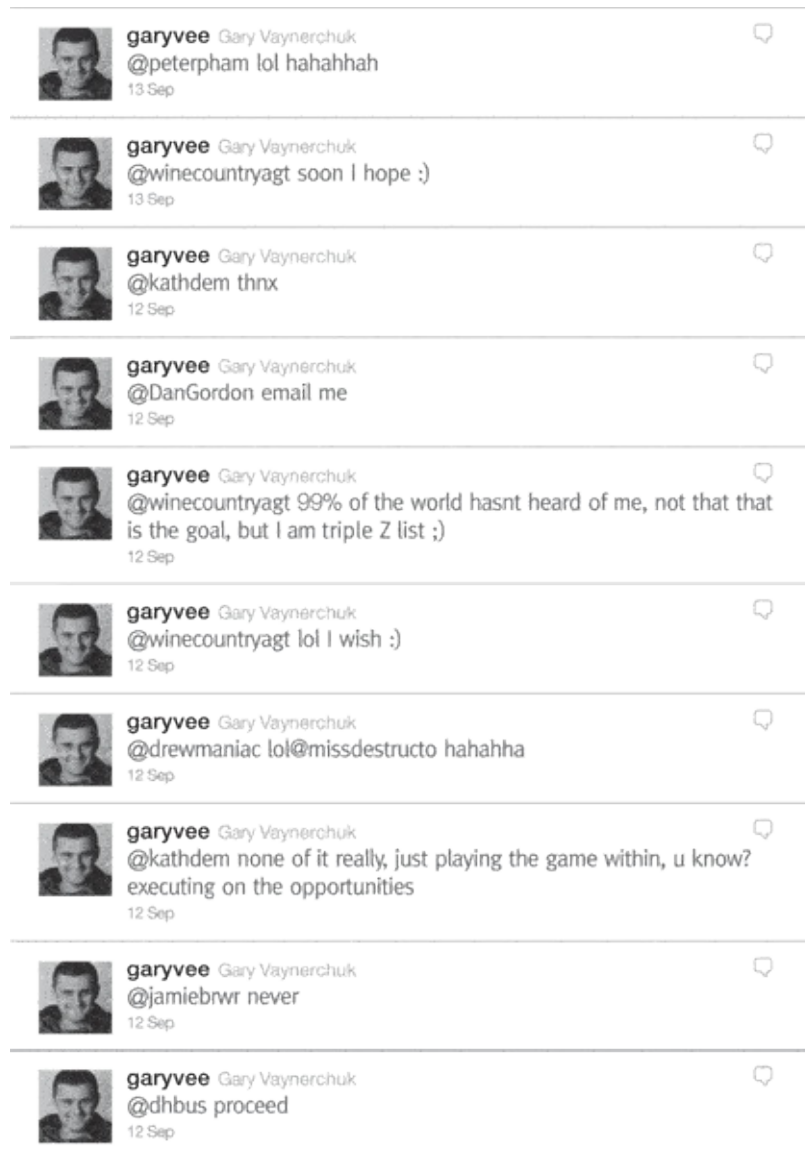 garyvee Gary Vaynerchuk
@peterpham lol hahahhah
13 Sep
garyvee Gary Vaynerchuk
@winecountryagt soon I hope :)
13 Sep
garyvee Gary Vaynerchuk
@kathdem thnx
12 Sep
garyvee Gary Vaynerchuk
@DanGordon email me
12 Sep
garyvee Gary Vaynerchuk
@winecountryagt 99% of the world hasnt heard of me, not that that
is the goal, but I am triple Z list ;)
12 Sep
garyvee Gary Vaynerchuk
@winecountryagt lol I wish :)
12 Sep
garyvee Gary Vaynerchuk
@drewmaniac lol@missdestructo hahahha
12 Sep
garyvee Gary Vaynerchuk
@kathdem none of it really, just playing the game within, u know?
executing on the opportunities
12 Sep
garyvee Gary Vaynerchuk
@jamiebrwr never
12 Sep
garyvee Gary Vaynerchuk
@dhbus proceed
12 Sep